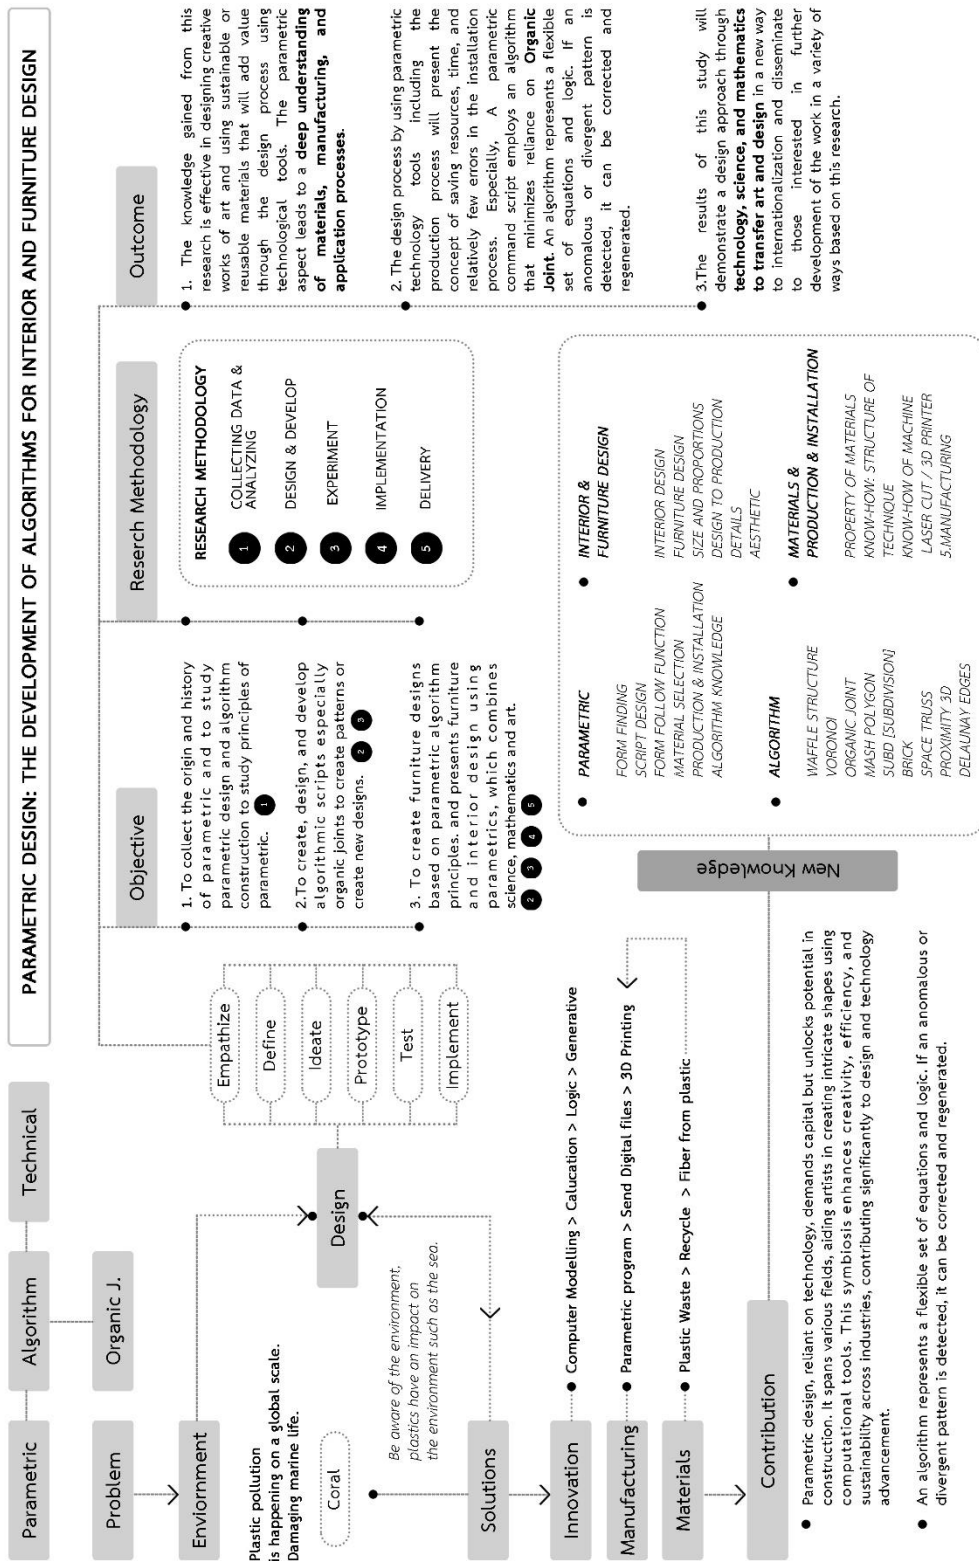 PARAMETRIC DESIGN: THE DEVELOPMENT OF ALGORITHMS FOR INTERIOR AND FURNITURE DESIGN
Parametric
Algorithm
Technical
Problem
Organic J.
Enviornment
Plastic pollution
is happening on a global scale.
Damaging marine life.
Coral
Be aware of the environment,
plastics have an impact on
the environment such as the sea.
Design
Empathize
Define
Ideate
Prototype
Test
Implement
Solutions
Innovation
Computer Modelling > Calucation > Logic > Generative
Manufacturing
Parametric program > Send Digital files > 3D Printing
Materials
Plastic Waste > Recycle > Fiber from plastic
Contribution
Parametric design, reliant on technology, demands capital but unlocks potential in
construction. It spans various fields, aiding artists in creating intricate shapes using
computational tools. This symbiosis enhances creativity, efficiency, and
sustainability across industries, contributing significantly to design and technology
advancement.
An algorithm represents a flexible set of equations and logic. If an anomalous or
divergent pattern is detected, it can be corrected and regenerated.
Objective
1. To collect the origin and history
of parametric and to study
parametric design and algorithm
construction to study principles of
parametric. 1
2.To create, design, and develop
algorithmic scripts especially
organic joints to create patterns or
create new designs. 2 3
3. To create furniture designs
based on parametric algorithm
principles. and presents furniture
and interior design using
parametrics, which combines
science, mathematics and art.
2 3 4 5
Reserch Methodology
RESEARCH METHODOLOGY
1 COLLECTING DATA &
ANALYZING
2 DESIGN & DEVELOP
3 EXPERIMENT
4 IMPLEMENTATION
5 DELIVERY
Outcome
1. The knowledge gained from this
research is effective in designing creative
works of art and using sustainable or
reusable materials that will add value
through the design process using
technological tools. The parametric
aspect leads to a deep understanding
of materials, manufacturing, and
application processes.
2. The design process by using parametric
technology tools including the
production process will present the
concept of saving resources, time, and
relatively few errors in the installation
process. Especially, A parametric
command script employs an algorithm
that minimizes reliance on Organic
Joint. An algorithm represents a flexible
set of equations and logic. If an
anomalous or divergent pattern is
detected, it can be corrected and
regenerated.
3.The results of this study will
demonstrate a design approach through
technology, science, and mathematics
to transfer art and design in a new way
to internationalization and disseminate
to those interested in further
development of the work in a variety of
ways based on this research.
New Knowledge
PARAMETRIC
FORM FINDING
SCRIPT DESIGN
FORM FOLLOW FUNCTION
MATERIAL SELECTION
PRODUCTION & INSTALLATION
ALGORITHM KNOWLEDGE
INTERIOR &
FURNITURE DESIGN
INTERIOR DESIGN
FURNITURE DESIGN
SIZE AND PROPORTIONS
DESIGN TO PRODUCTION
DETAILS
AESTHETIC
ALGORITHM
WAFFLE STRUCTURE
VORONOI
ORGANIC JOINT
MASH POLYGON
SUBD [SUBDIVISION]
BRICK
SPACE TRUSS
PROXIMITY 3D
DELAUNAY EDGES
MATERIALS &
PRODUCTION & INSTALLATION
PROPERTY OF MATERIALS
KNOW-HOW: STRUCTURE OF
TECHNIQUE
KNOW-HOW OF MACHINE
LASER CUT / 3D PRINTER
5.MANUFACTURING